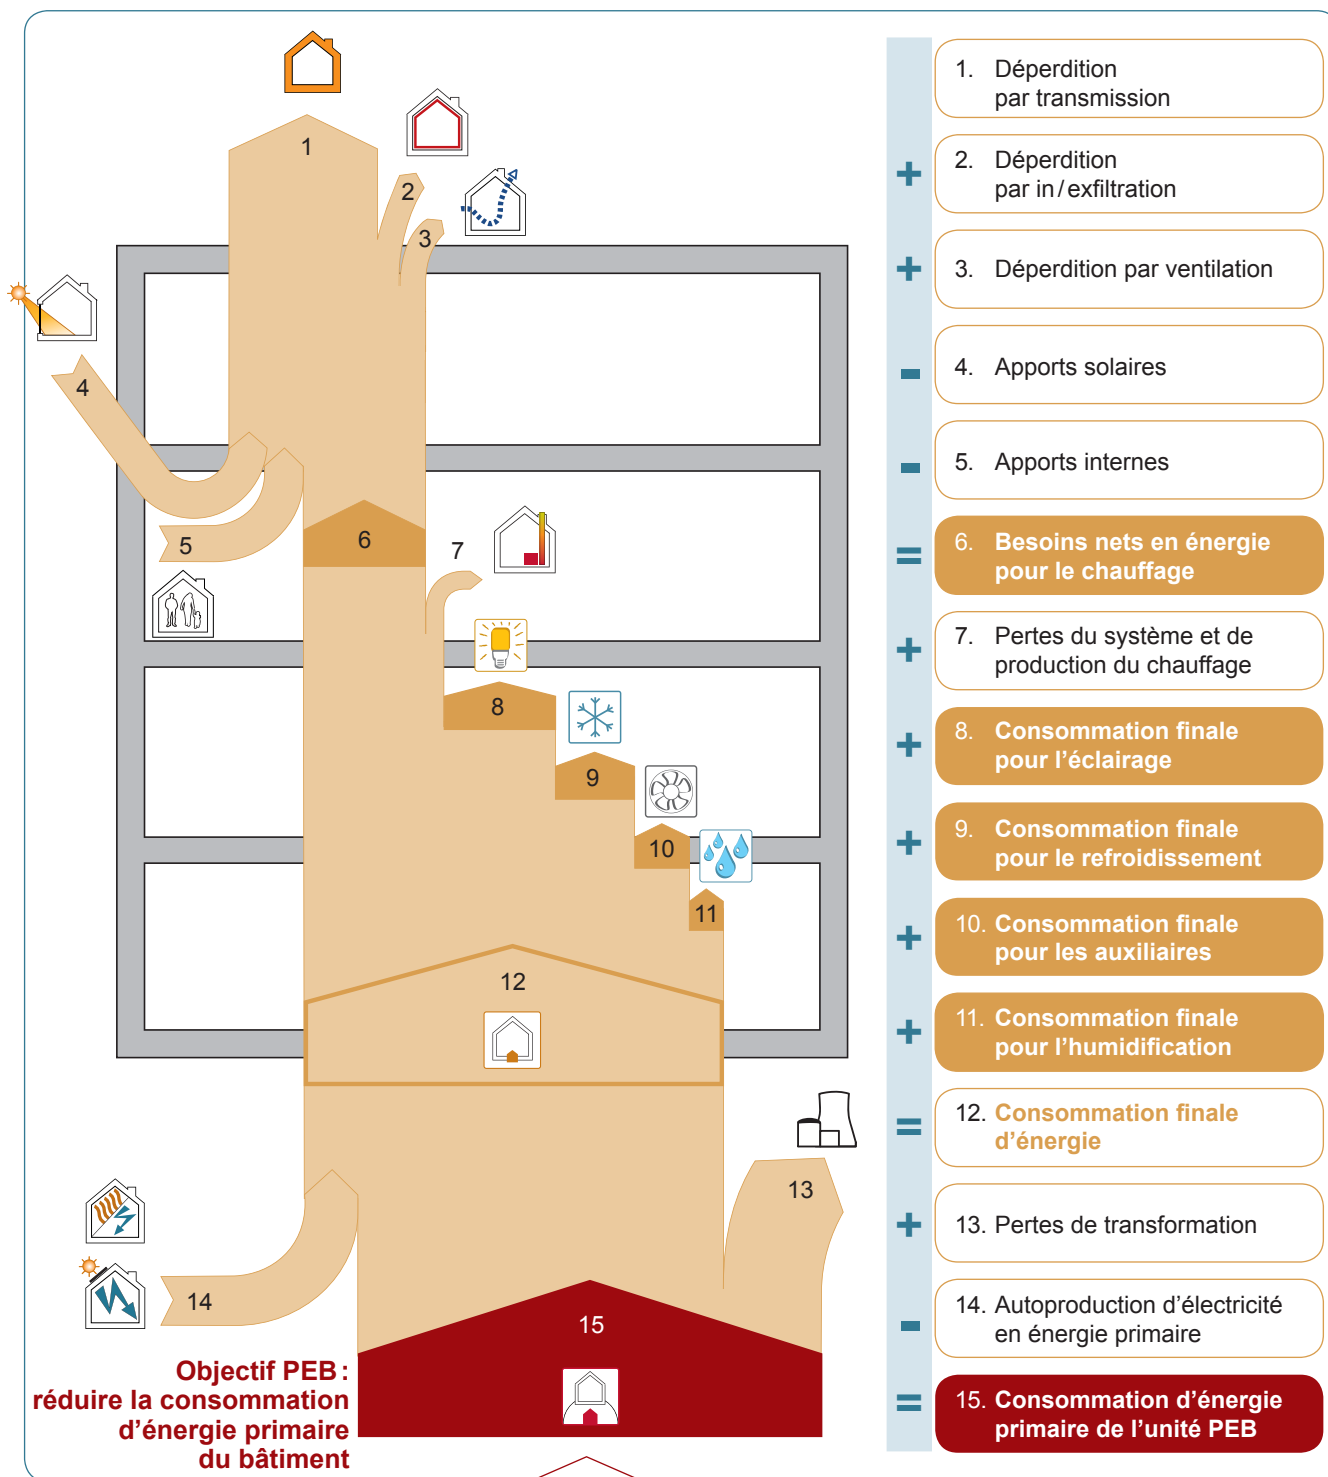 1
2
3
4
5
6
7
8
9
10
11
12
13
14
15
Objectif PEB :
réduire la consommation
d'énergie primaire
du bâtiment
1. Déperdition
par transmission
+
2. Déperdition
par in/exfiltration
+
3. Déperdition par ventilation
-
4. Apports solaires
-
5. Apports internes
=
6. Besoins nets en énergie
pour le chauffage
+
7. Pertes du système et de
production du chauffage
+
8. Consommation finale
pour l'éclairage
+
9. Consommation finale
pour le refroidissement
+
10. Consommation finale
pour les auxiliaires
+
11. Consommation finale
pour l'humidification
=
12. Consommation finale
d'énergie
+
13. Pertes de transformation
-
14. Autoproduction d'électricité
en énergie primaire
=
15. Consommation d'énergie
primaire de l'unité PEB